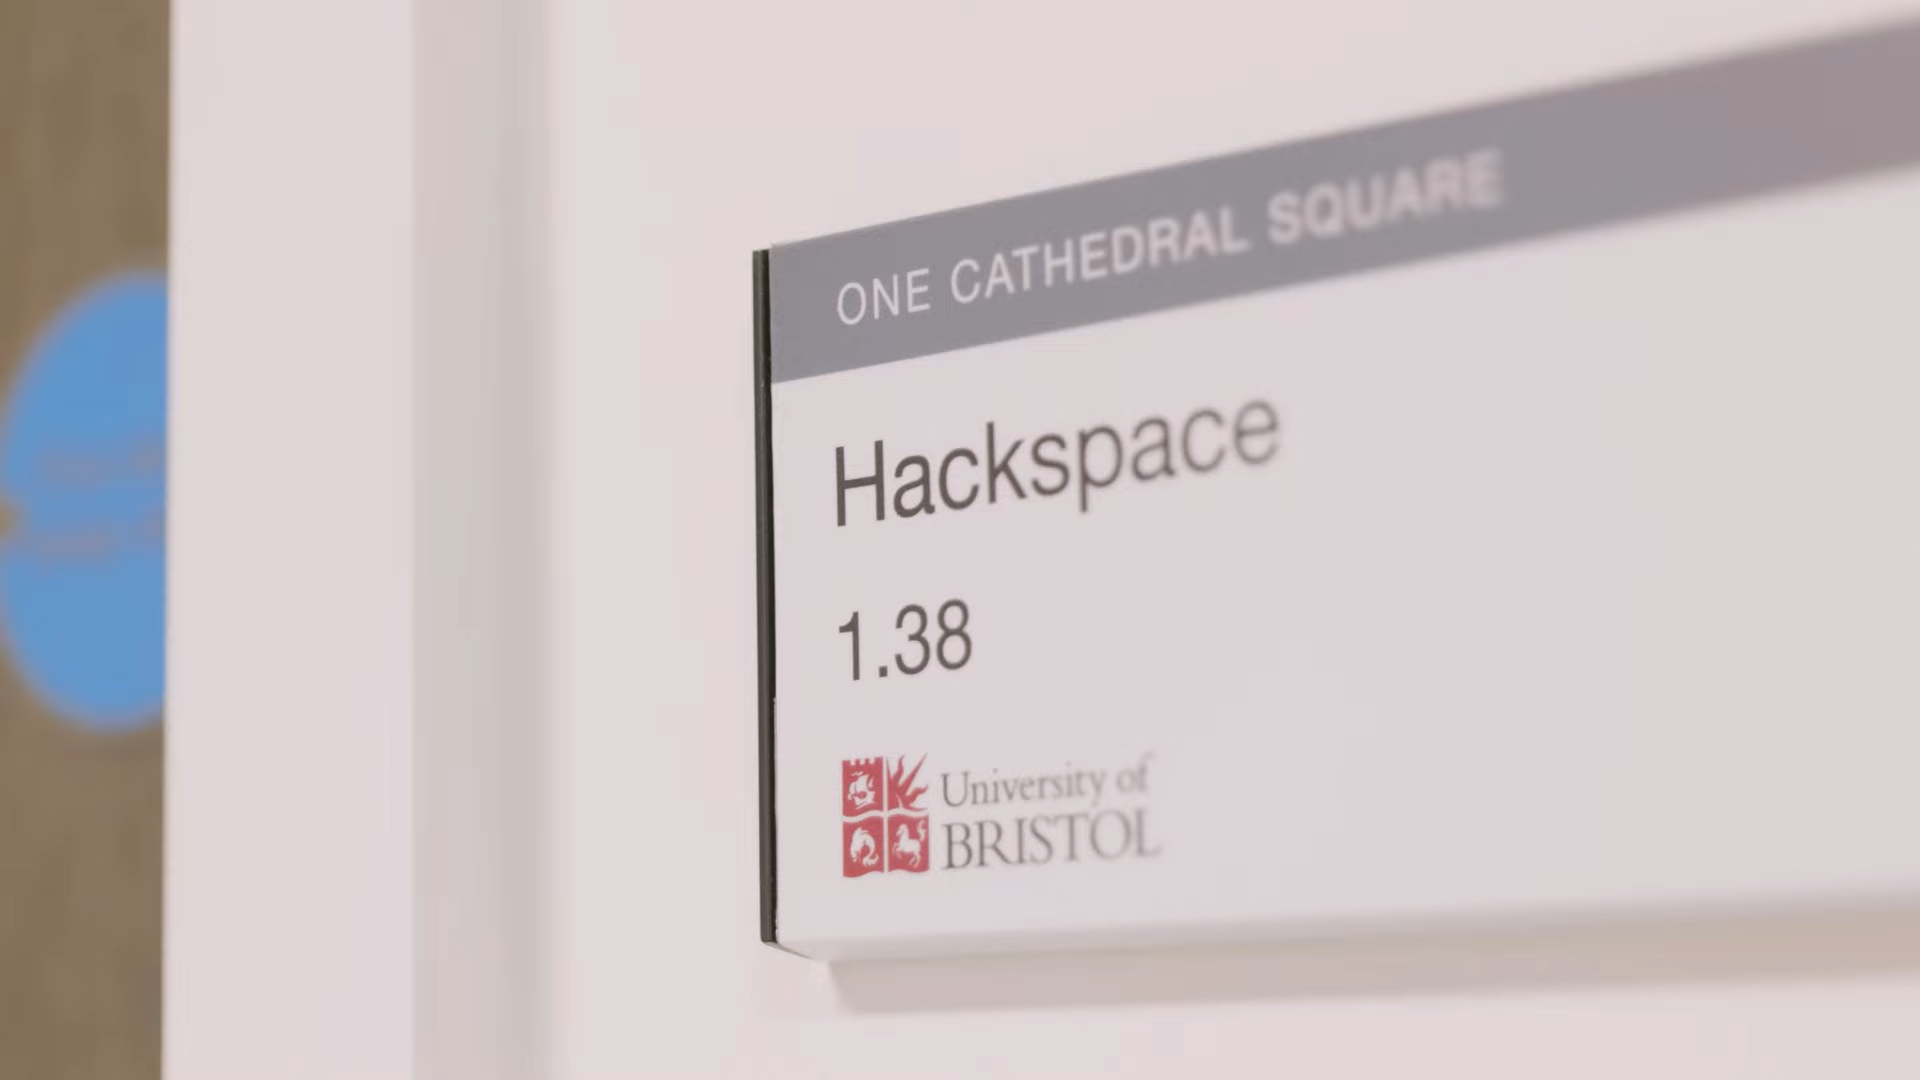 ONE CATHEDRAL SQUARE
Hackspace
1.38
University of
BRISTOL